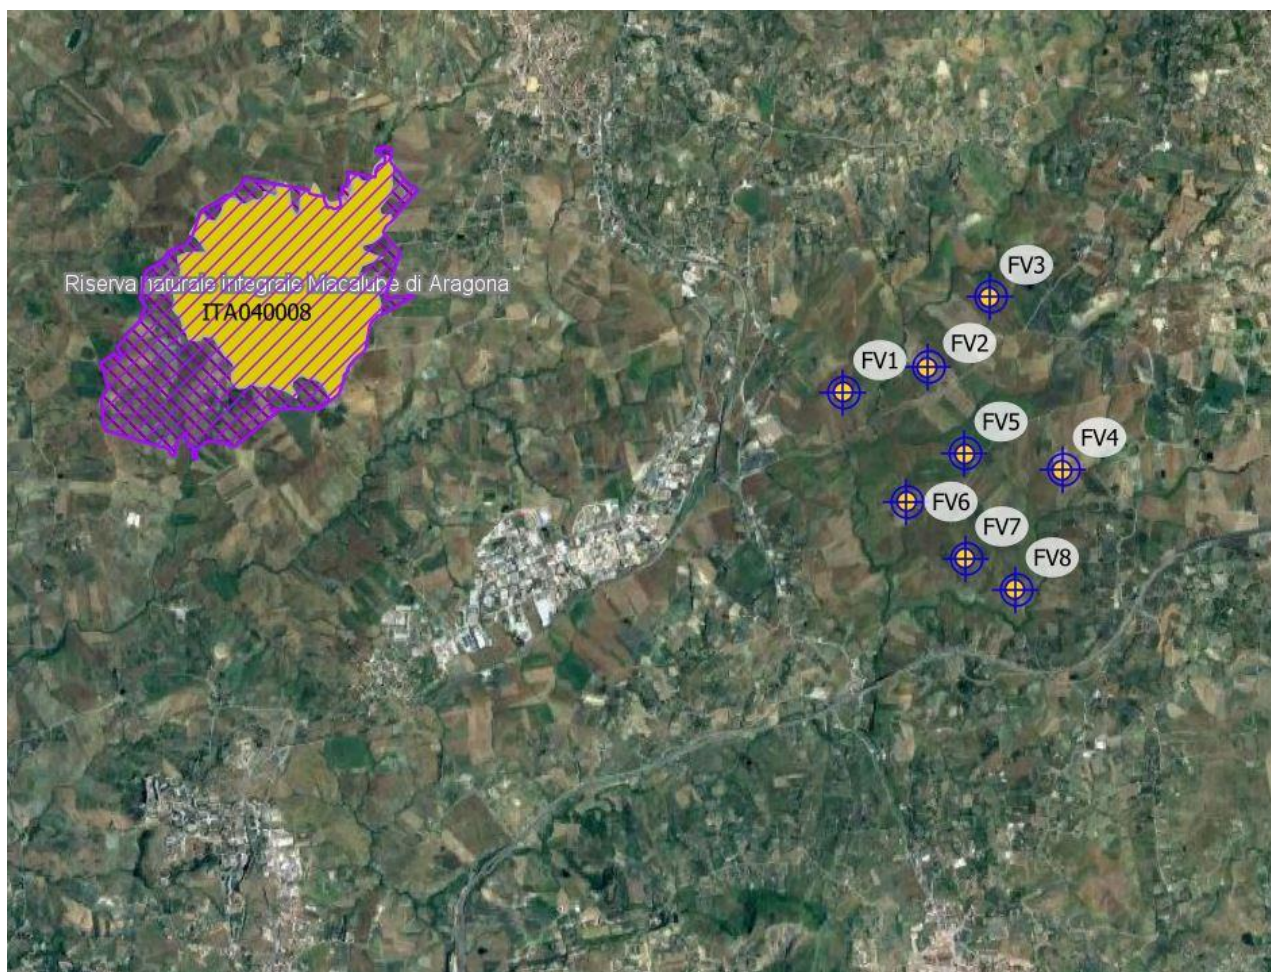 Riserva naturale integrale Macalube di Aragona
ITA040008
FV3
FV2
FV1
FV5
FV4
FV6
FV7
FV8